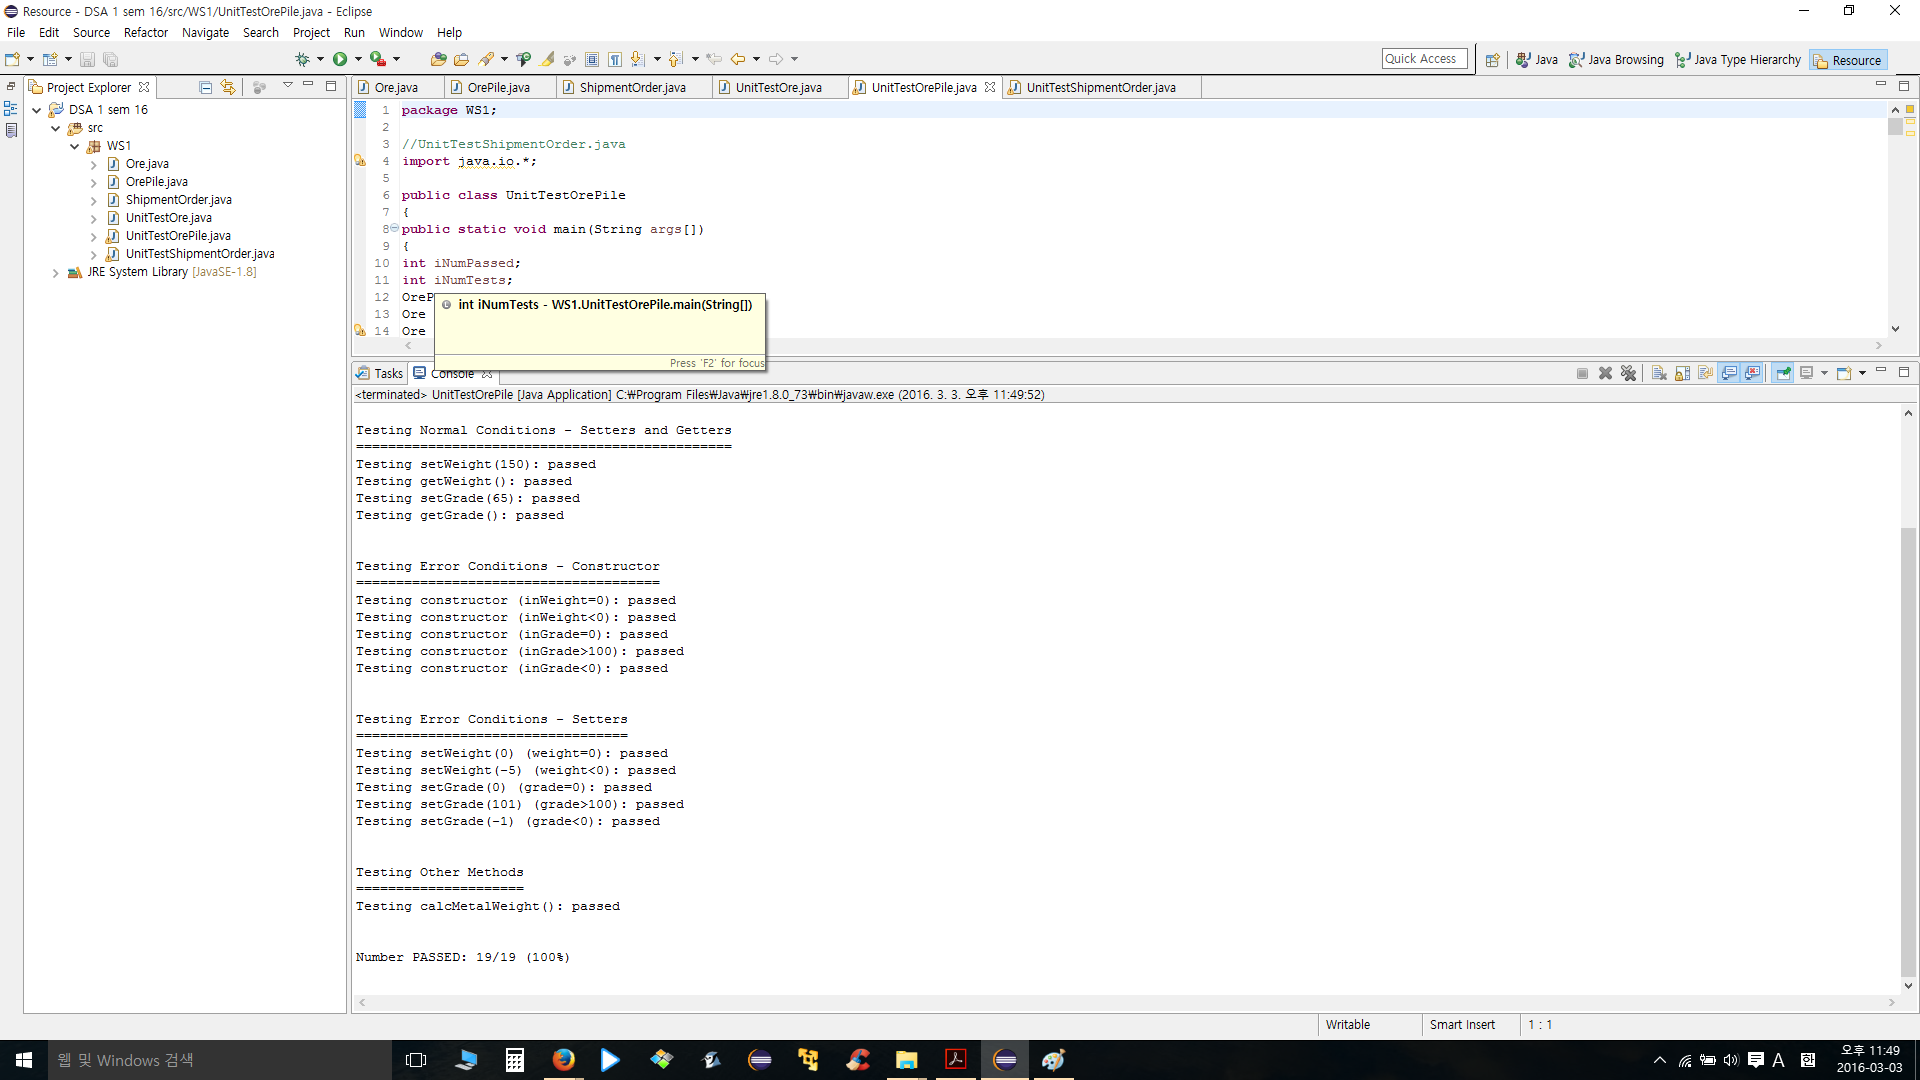 Resource - DSA 1 sem 16/src/WS1/UnitTestOrePile.java - Eclipse
File Edit Source Refactor Navigate Search Project Run Window Help
Quick Access
Java
Java Browsing
Java Type Hierarchy
Resource
Project Explorer
DSA 1 sem 16
src
WS1
Ore.java
OrePile.java
ShipmentOrder.java
UnitTestOre.java
UnitTestOrePile.java
UnitTestShipmentOrder.java
JRE System Library [JavaSE-1.8]
Ore.java
OrePile.java
ShipmentOrder.java
UnitTestOre.java
UnitTestOrePile.java
UnitTestShipmentOrder.java
1 package WS1;
2
3 //UnitTestShipmentOrder.java
4 import java.io.*;
5
6 public class UnitTestOrePile
7 {
8 public static void main(String args[])
9 {
10 int iNumPassed;
11 int iNumTests;
12 OreP
13 Ore
14 Ore
int iNumTests - WS1.UnitTestOrePile.main(String[])
Press 'F2' for focus
Tasks
Console
<terminated> UnitTestOrePile [Java Application] C:₩Program Files₩Java₩jre1.8.0_73₩bin₩javaw.exe (2016. 3. 3. 오후 11:49:52)
Testing Normal Conditions - Setters and Getters
===============================================
Testing setWeight(150): passed
Testing getWeight(): passed
Testing setGrade(65): passed
Testing getGrade(): passed
Testing Error Conditions - Constructor
======================================
Testing constructor (inWeight=0): passed
Testing constructor (inWeight<0): passed
Testing constructor (inGrade=0): passed
Testing constructor (inGrade>100): passed
Testing constructor (inGrade<0): passed
Testing Error Conditions - Setters
==================================
Testing setWeight(0) (weight=0): passed
Testing setWeight(-5) (weight<0): passed
Testing setGrade(0) (grade=0): passed
Testing setGrade(101) (grade>100): passed
Testing setGrade(-1) (grade<0): passed
Testing Other Methods
=====================
Testing calcMetalWeight(): passed
Number PASSED: 19/19 (100%)
Writable
Smart Insert
1 : 1
웹 및 Windows 검색
A
한
오후 11:49
2016-03-03